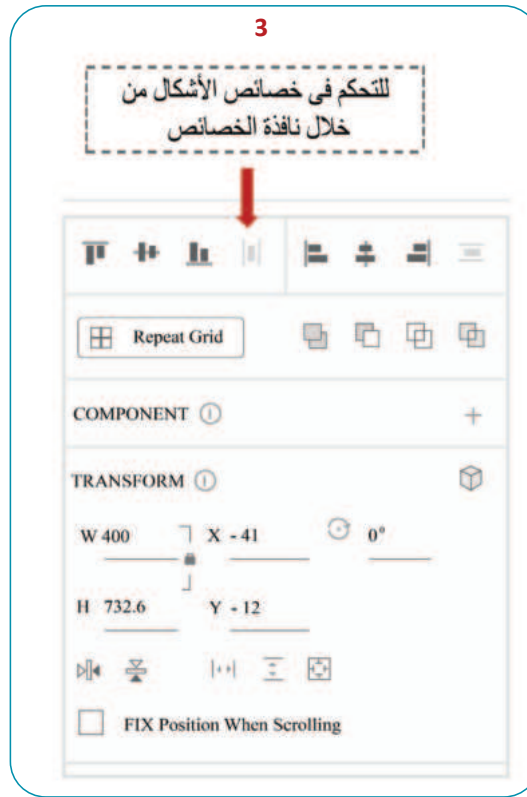 3
للتحكم فى خصائص الأشكال من
خلال نافذة الخصائص
Repeat Grid
COMPONENT
TRANSFORM
W 400 X - 41 0°
H 732.6 Y - 12
FIX Position When Scrolling